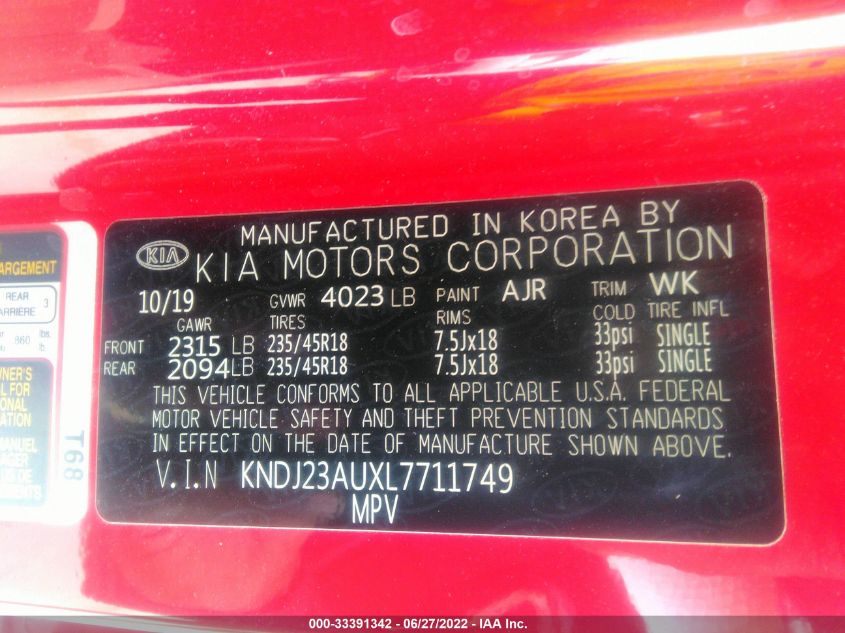 MANUFACTURED IN KOREA BY
KIA KIA MOTORS CORPORATION
10/19 GVWR 4023 LB PAINT AJR TRIM WK
GAWR TIRES RIMS COLD TIRE INFL
FRONT 2315 LB 235/45R18 7.5Jx18 33psi SINGLE
REAR 2094LB 235/45R18 7.5Jx18 33psi SINGLE
THIS VEHICLE CONFORMS TO ALL APPLICABLE U.S.A. FEDERAL
MOTOR VEHICLE SAFETY AND THEFT PREVENTION STANDARDS
IN EFFECT ON THE DATE OF MANUFACTURE SHOWN ABOVE.
V.I.N KNDJ23AUXL7711749
MPV
REAR 3
860 lbs.
T68
000-33391342 - 06/27/2022 - IAA Inc.